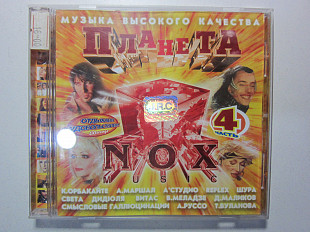 МУЗЫКА ВЫСОКОГО КАЧЕСТВА
ПЛАНЕТА
4
ЧАСТЬ
NOX
К.ОРБАКАЙТЕ А.МАРШАЛ А'СТУДИО REFLEX ШУРА
СВЕТА ДИДЮЛЯ ВИТАС В.МЕЛАДЗЕ Д.МАЛИКОВ
СМЫСЛОВЫЕ ГАЛЛЮЦИНАЦИИ А.РУССО Т.БУЛАНОВА